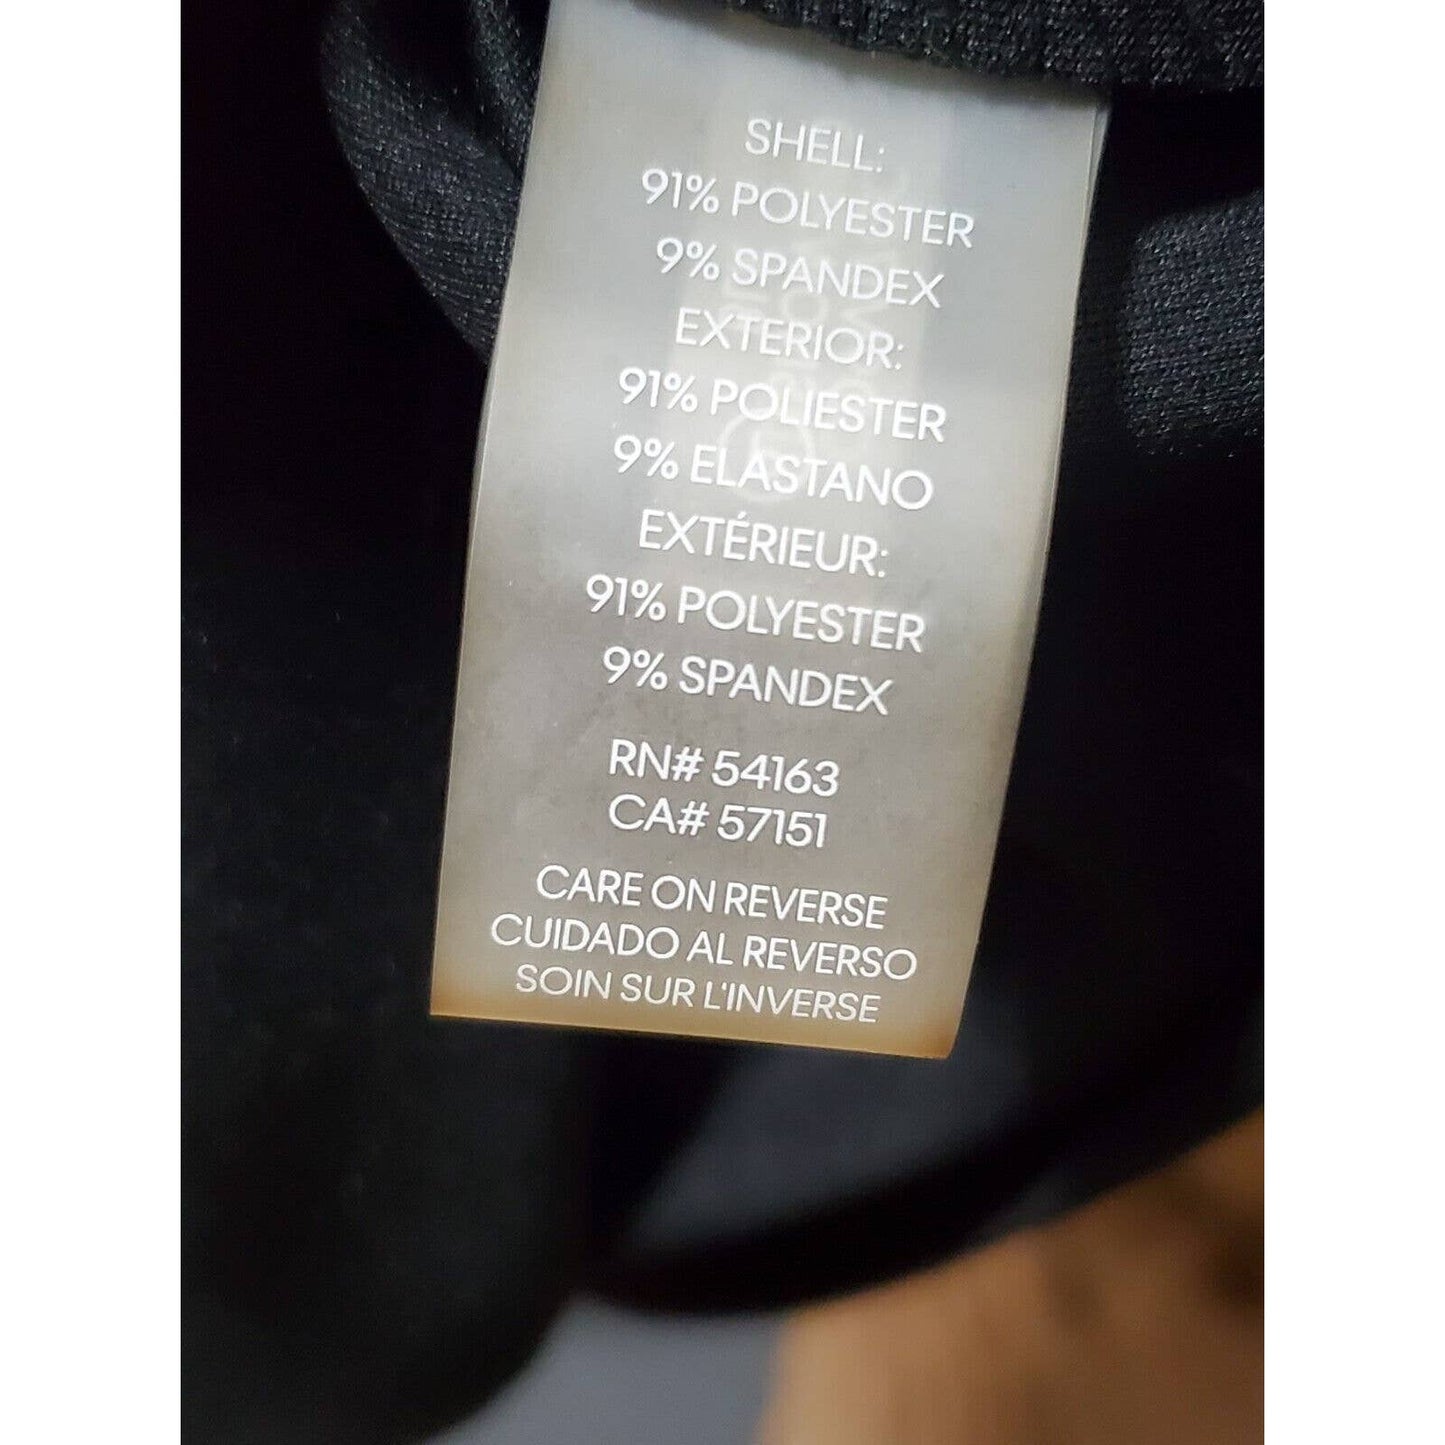 SHELL:
91% POLYESTER
9% SPANDEX
EXTERIOR:
91% POLIESTER
9% ELASTANO
EXTÉRIEUR:
91% POLYESTER
9% SPANDEX
RN# 54163
CA# 57151
CARE ON REVERSE
CUIDADO AL REVERSO
SOIN SUR L'INVERSE